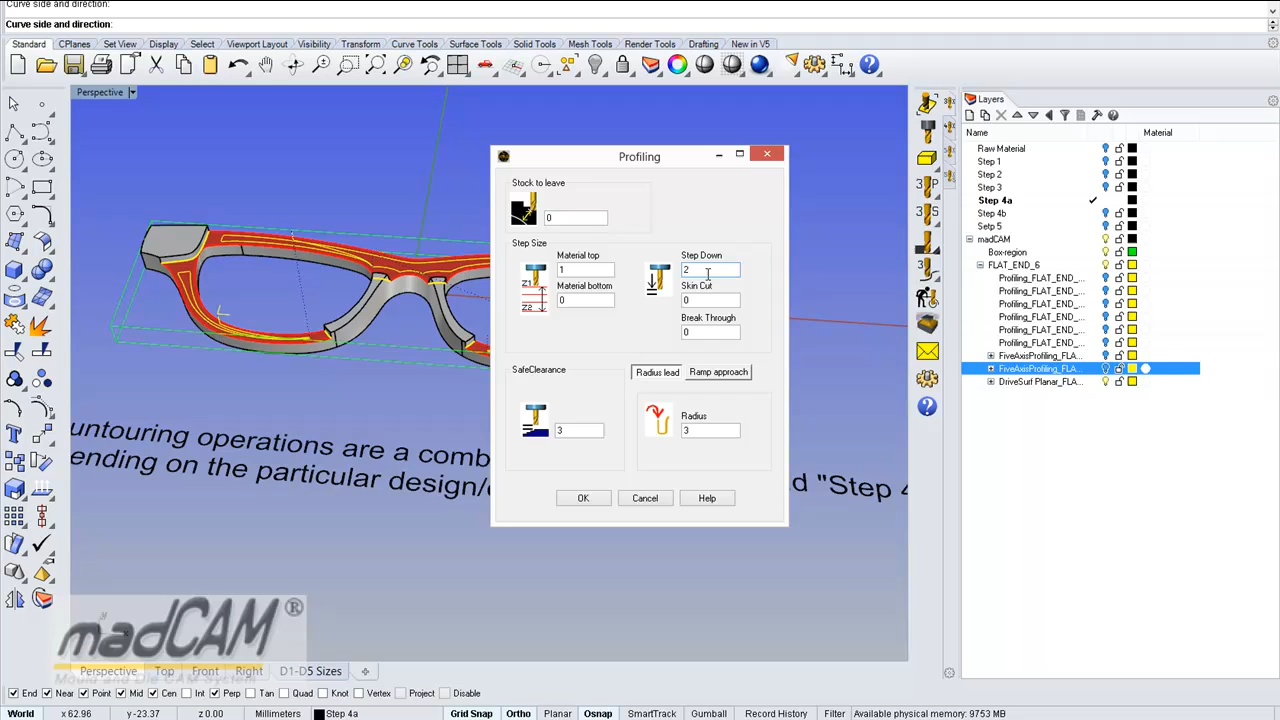 Curve side and direction:
Curve side and direction:
Standard CPlanes Set View Display Select Viewport Layout Visibility Transform Curve Tools Surface Tools Solid Tools Mesh Tools Render Tools Drafting New in V5
Perspective
Profiling
Stock to leave
0
Step Size
Material top
1
Material bottom
0
Z1
Z2
Step Down
2
Skin Cut
0
Break Through
0
SafeClearance
3
Radius lead Ramp approach
Radius
3
OK Cancel Help
Layers
Name Material
Raw Material
Step 1
Step 2
Step 3
Step 4a
Step 4b
Setp 5
madCAM
Box-region
FLAT_END_6
Profiling_FLAT_END_...
Profiling_FLAT_END_...
Profiling_FLAT_END_...
Profiling_FLAT_END_...
Profiling_FLAT_END_...
Profiling_FLAT_END_...
FiveAxisProfiling_FLA...
FiveAxisProfiling_FLA...
DriveSurf Planar_FLA...
untouring operations are a comb
ending on the particular design/ d "Step 4
madCAM®
Mould and Die CAM System
Perspective Top Front Right D1-D5 Sizes
End Near Point Mid Cen Int Perp Tan Quad Knot Vertex Project Disable
World x 62.96 y -23.37 z 0.00 Millimeters Step 4a Grid Snap Ortho Planar Osnap SmartTrack Gumball Record History Filter Available physical memory: 9753 MB